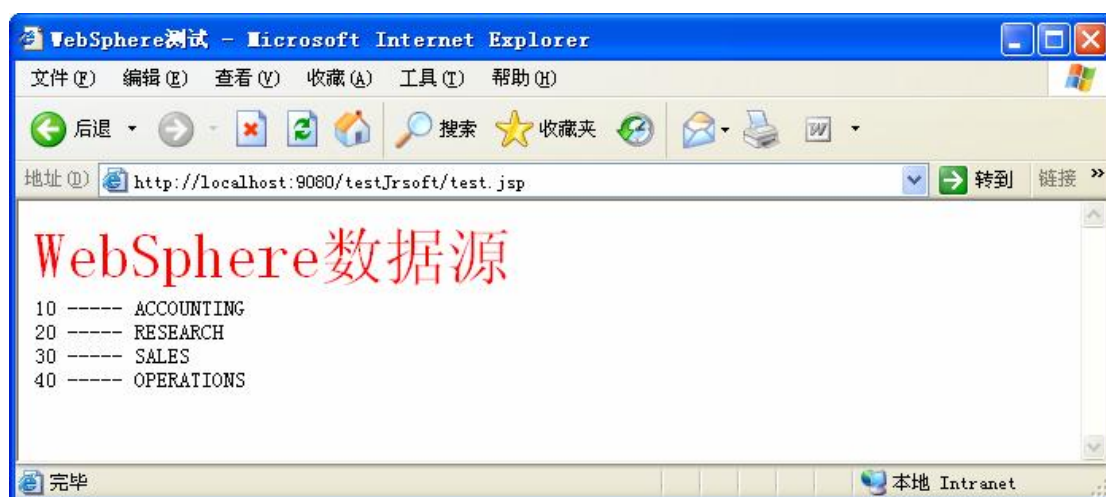 WebSphere测试 - Microsoft Internet Explorer
文件(F) 编辑(E) 查看(V) 收藏(A) 工具(T) 帮助(H)
后退 搜索 收藏夹 W
地址(D) http://localhost:9080/testJrsoft/test.jsp 转到 链接 »
WebSphere数据源
10 ----- ACCOUNTING
20 ----- RESEARCH
30 ----- SALES
40 ----- OPERATIONS
完毕 本地 Intranet